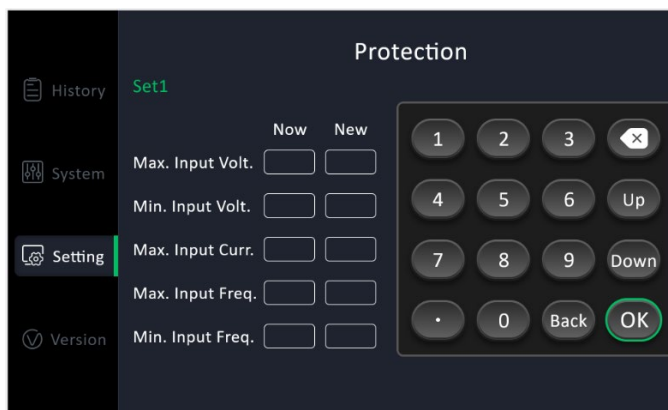 Protection
History
Set1
System
Setting
Version
Now New
Max. Input Volt.
Min. Input Volt.
Max. Input Curr.
Max. Input Freq.
Min. Input Freq.
1 2 3
4 5 6 Up
7 8 9 Down
· 0 Back OK